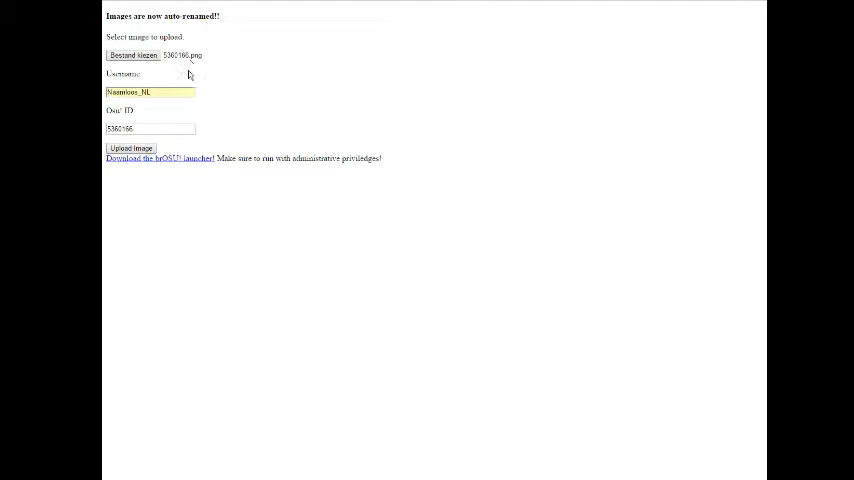 Images are now auto-renamed!!
Select image to upload:
Bestand kiezen 5360166.png
Username
Naamloos_NL
Osu! ID
5360166
Upload Image
Download the brOSU! launcher! Make sure to run with administrative priviledges!